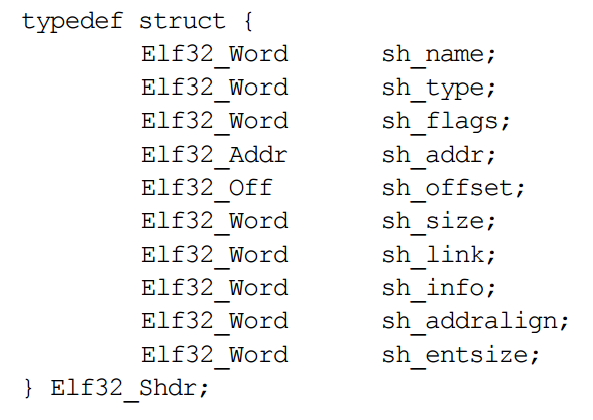 typedef struct {
Elf32_Word sh_name;
Elf32_Word sh_type;
Elf32_Word sh_flags;
Elf32_Addr sh_addr;
Elf32_Off sh_offset;
Elf32_Word sh_size;
Elf32_Word sh_link;
Elf32_Word sh_info;
Elf32_Word sh_addralign;
Elf32_Word sh_entsize;
} Elf32_Shdr;